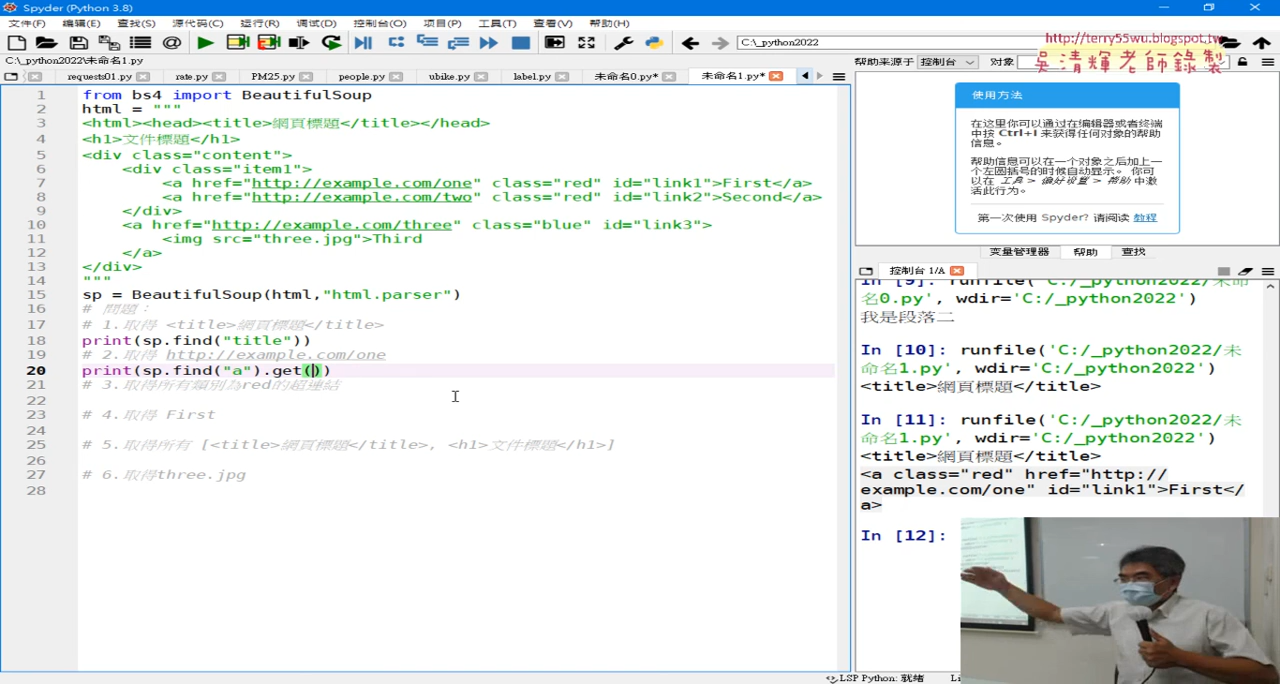 Spyder (Python 3.8)
文件(F) 编辑(E) 查找(S) 源代码(C) 运行(R) 调试(D) 控制台(O) 项目(P) 工具(T) 查看(V) 帮助(H)
C:\_python2022
http://terry55wu.blogspot.tw
吳清輝老師錄製
C:\_python2022\未命名1.py
帮助来源于 控制台 对象
requests01.py rate.py PM25.py people.py ubike.py label.py 未命名0.py* 未命名1.py*
1 from bs4 import BeautifulSoup
2 html = """
3 <html><head><title>網頁標題</title></head>
4 <h1>文件標題</h1>
5 <div class="content">
6 <div class="item1">
7 <a href="http://example.com/one" class="red" id="link1">First</a>
8 <a href="http://example.com/two" class="red" id="link2">Second</a>
9 </div>
10 <a href="http://example.com/three" class="blue" id="link3">
11 <img src="three.jpg">Third
12 </a>
13 </div>
14 """
15 sp = BeautifulSoup(html,"html.parser")
16 # 問題：
17 # 1.取得 <title>網頁標題</title>
18 print(sp.find("title"))
19 # 2.取得 http://example.com/one
20 print(sp.find("a").get())
21 # 3.取得所有類別為red的超連結
22
23 # 4.取得 First
24
25 # 5.取得所有 [<title>網頁標題</title>, <h1>文件標題</h1>]
26
27 # 6.取得three.jpg
28
使用方法
在这里你可以通过在编辑器或者终端
中按 Ctrl+I 来获得任何对象的帮助
信息。
帮助信息可以在一个对象之后加上一
个左圆括号的时候自动显示。 你可
以在 工具 > 偏好设置 > 帮助 中激
活此行为。
第一次使用 Spyder? 请阅读 教程
变量管理器 帮助 查找
控制台 1/A
In [9]: runfile('C:/_python2022/未
命名0.py', wdir='C:/_python2022')
我是段落二
In [10]: runfile('C:/_python2022/未
命名1.py', wdir='C:/_python2022')
<title>網頁標題</title>
In [11]: runfile('C:/_python2022/未
命名1.py', wdir='C:/_python2022')
<title>網頁標題</title>
<a class="red" href="http://
example.com/one" id="link1">First</
a>
In [12]:
LSP Python: 就绪